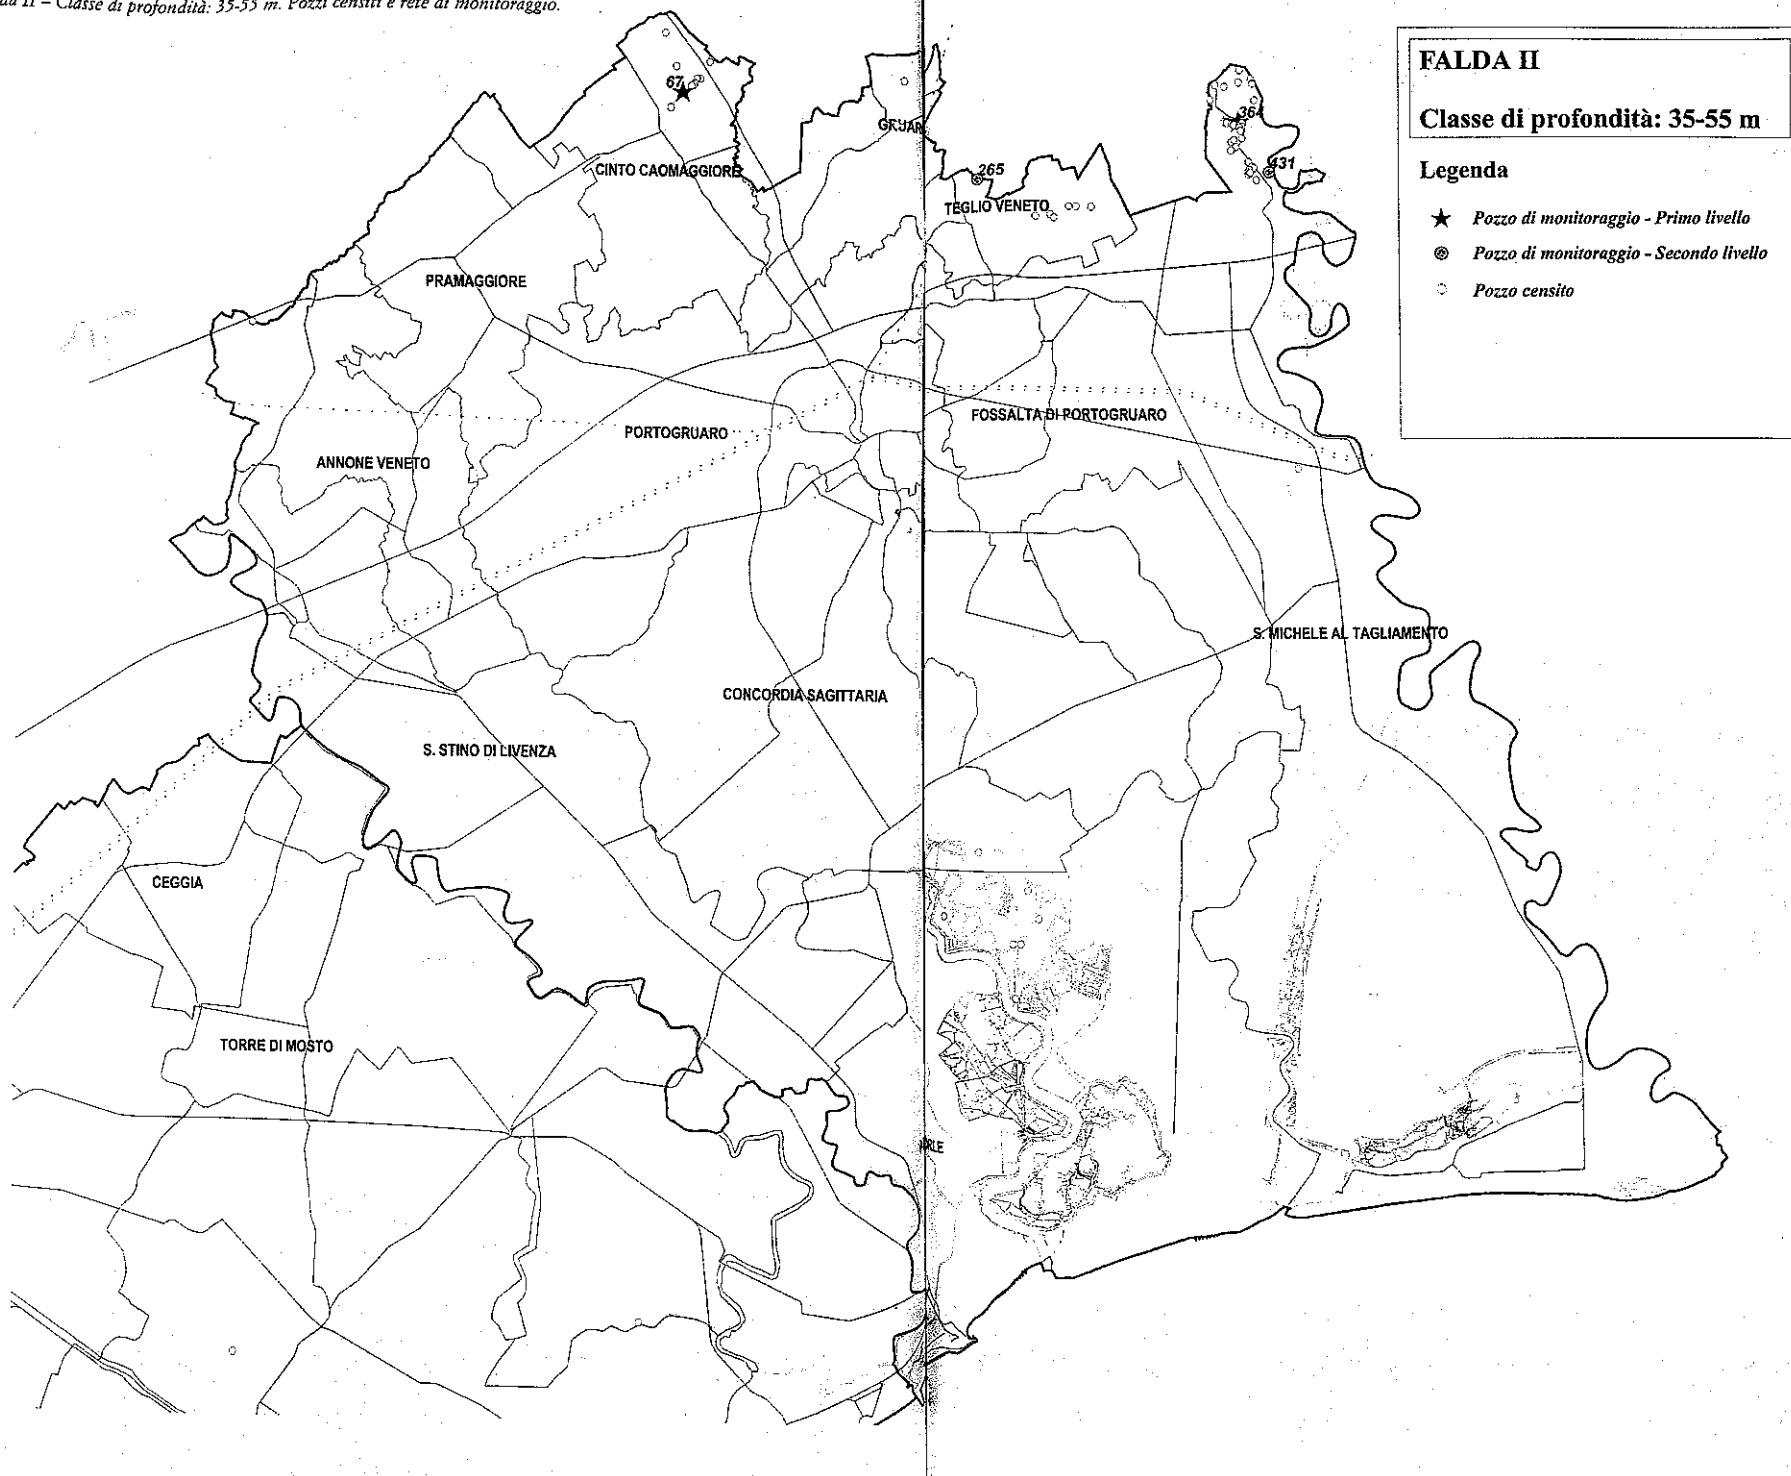 II – Classe di profondità: 35-55 m. Pozzi censiti e rete di monitoraggio.
FALDA II
Classe di profondità: 35-55 m
Legenda
Pozzo di monitoraggio - Primo livello
Pozzo di monitoraggio - Secondo livello
Pozzo censito
67
364
GRUAR
CINTO CAOMAGGIORE
265
431
TEGLIO VENETO
PRAMAGGIORE
FOSSALTA DI PORTOGRUARO
PORTOGRUARO
ANNONE VENETO
S. MICHELE AL TAGLIAMENTO
CONCORDIA SAGITTARIA
S. STINO DI LIVENZA
CEGGIA
TORRE DI MOSTO